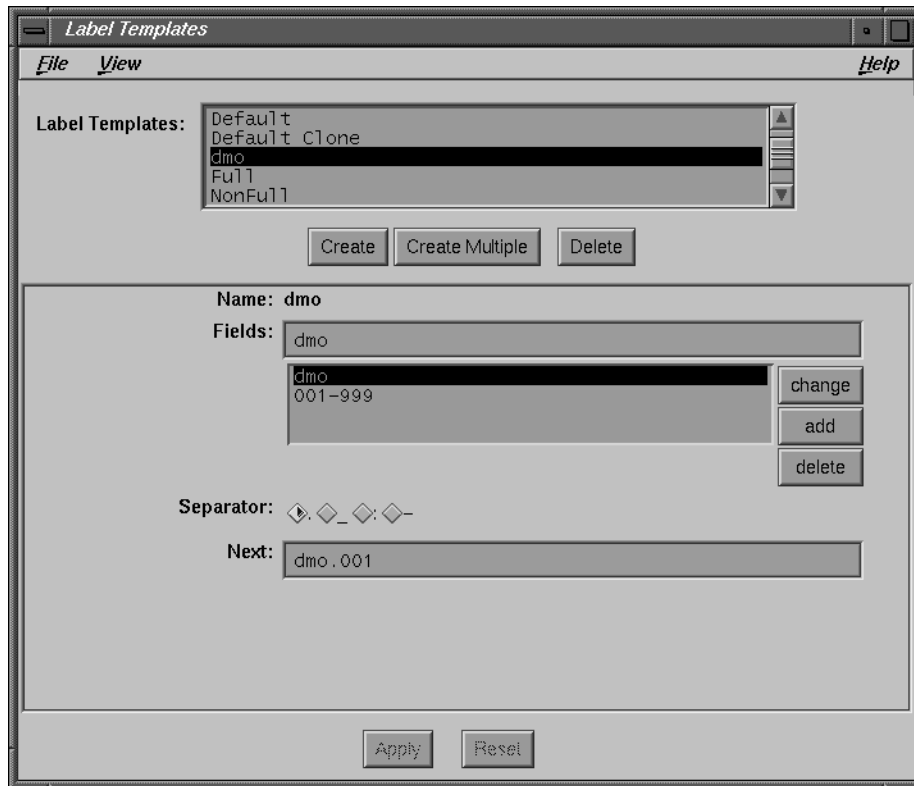 Label Templates
File View Help
Label Templates:
Default
Default Clone
dmo
Full
NonFull
Create Create Multiple Delete
Name: dmo
Fields: dmo
dmo
001-999
change
add
delete
Separator: . _ : -
Next: dmo.001
Apply Reset